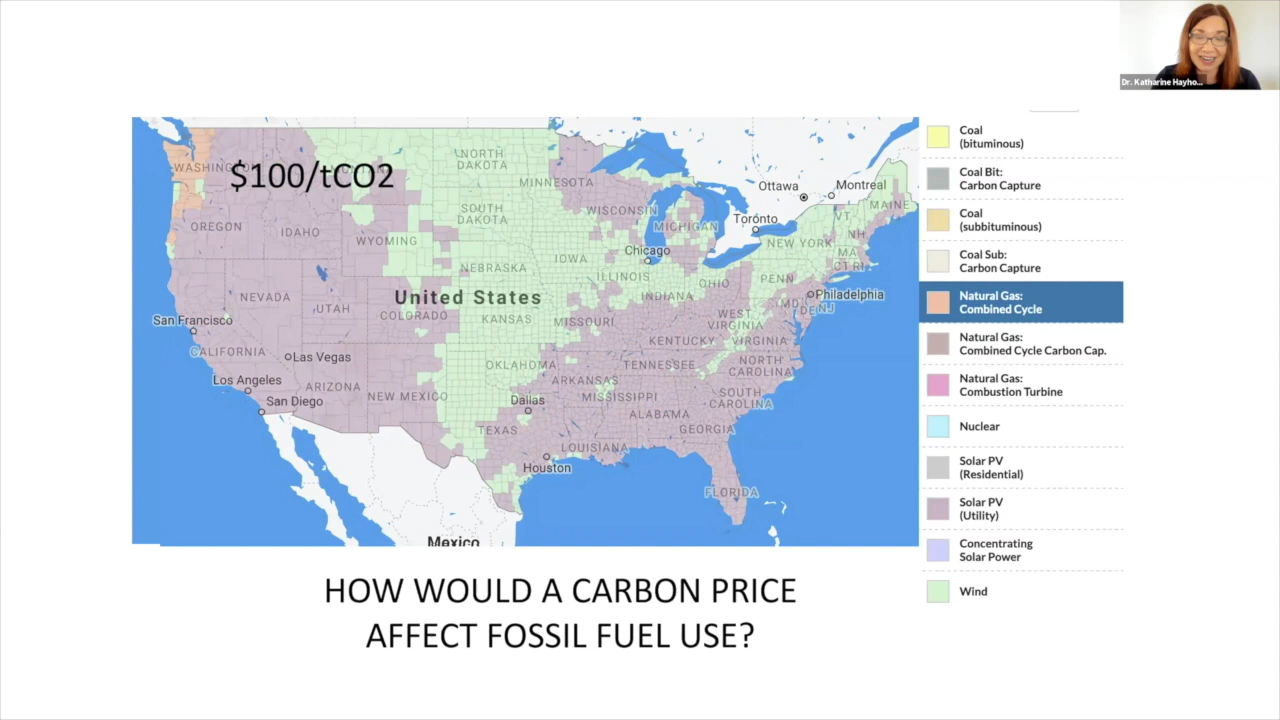 Dr. Katharine Hayho...
$100/tCO2
WASHING
NORTH
DAKOTA
MINNESOTA
Ottawa
Montreal
MAINE
OREGON
IDAHO
SOUTH
DAKOTA
WISCONSIN
MICHIGAN
Toronto
VT
NH
WYOMING
Chicago
NEW YORK
MA
CT RI
NEBRASKA
IOWA
ILLINOIS
INDIANA
OHIO
PENN
NEVADA
UTAH
COLORADO
United States
KANSAS
MISSOURI
WEST
VIRGINIA
MD
DE
NJ
Philadelphia
San Francisco
CALIFORNIA
Las Vegas
KENTUCKY
VIRGINIA
Los Angeles
ARIZONA
NEW MEXICO
OKLAHOMA
ARKANSAS
TENNESSEE
NORTH
CAROLINA
San Diego
Dallas
MISSISSIPPI
ALABAMA
SOUTH
CAROLINA
TEXAS
LOUISIANA
GEORGIA
Houston
FLORIDA
Mexico
Coal
(bituminous)
Coal Bit:
Carbon Capture
Coal
(subbituminous)
Coal Sub:
Carbon Capture
Natural Gas:
Combined Cycle
Natural Gas:
Combined Cycle Carbon Cap.
Natural Gas:
Combustion Turbine
Nuclear
Solar PV
(Residential)
Solar PV
(Utility)
Concentrating
Solar Power
Wind
HOW WOULD A CARBON PRICE
AFFECT FOSSIL FUEL USE?